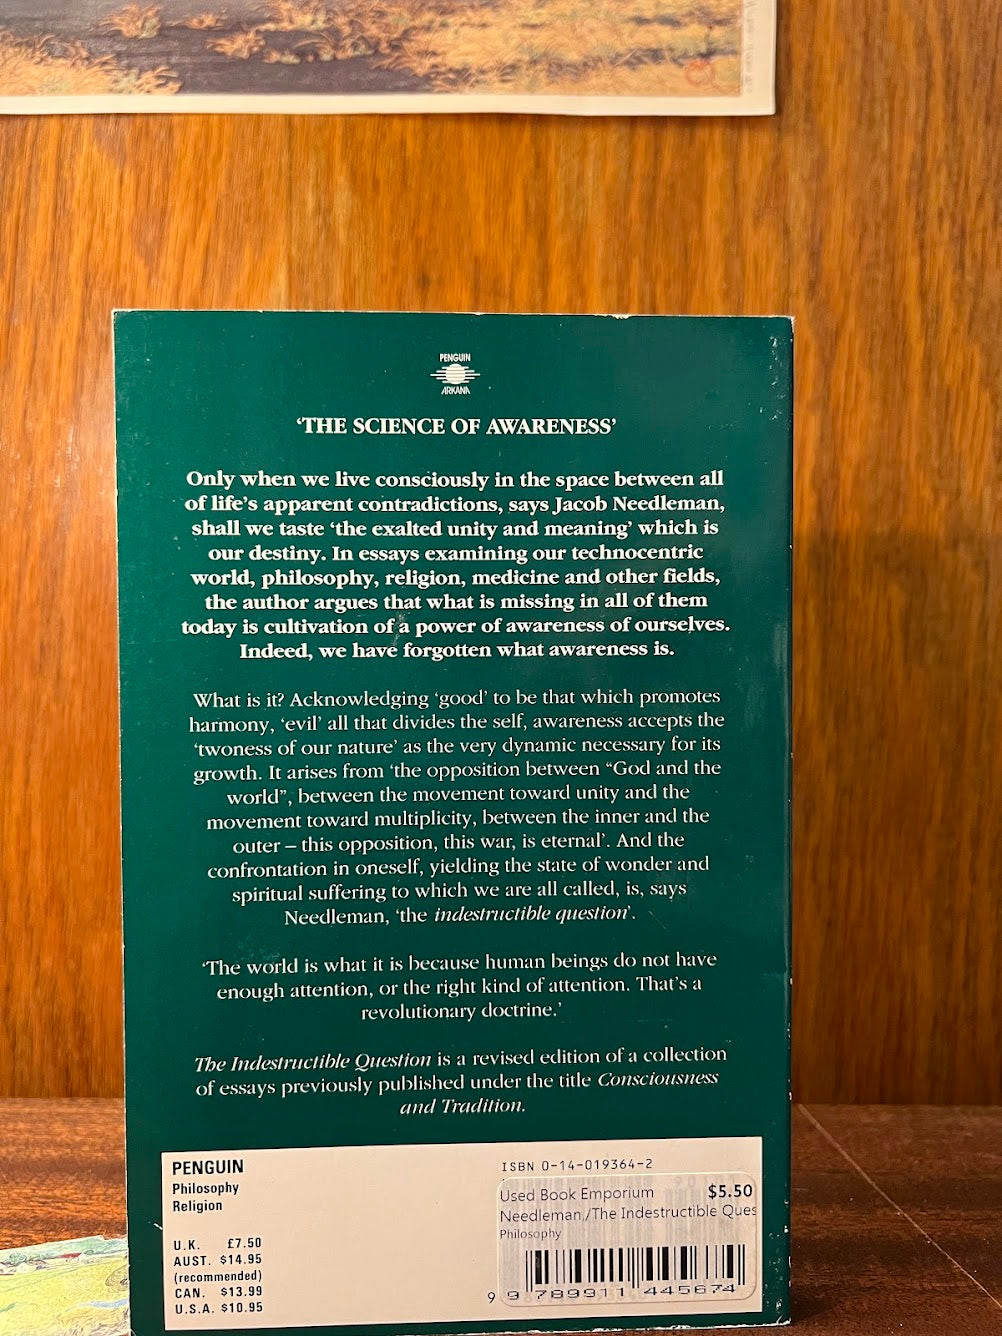 PENGUIN
ARKANA
‘THE SCIENCE OF AWARENESS’
Only when we live consciously in the space between all
of life’s apparent contradictions, says Jacob Needleman,
shall we taste ‘the exalted unity and meaning’ which is
our destiny. In essays examining our technocentric
world, philosophy, religion, medicine and other fields,
the author argues that what is missing in all of them
today is cultivation of a power of awareness of ourselves.
Indeed, we have forgotten what awareness is.
What is it? Acknowledging ‘good’ to be that which promotes
harmony, ‘evil’ all that divides the self, awareness accepts the
‘twoness of our nature’ as the very dynamic necessary for its
growth. It arises from ‘the opposition between “God and the
world”, between the movement toward unity and the
movement toward multiplicity, between the inner and the
outer – this opposition, this war, is eternal’. And the
confrontation in oneself, yielding the state of wonder and
spiritual suffering to which we are all called, is, says
Needleman, ‘the indestructible question’.
‘The world is what it is because human beings do not have
enough attention, or the right kind of attention. That’s a
revolutionary doctrine.’
The Indestructible Question is a revised edition of a collection
of essays previously published under the title Consciousness
and Tradition.
PENGUIN
Philosophy
Religion
U.K. £7.50
AUST. $14.95
(recommended)
CAN. $13.99
U.S.A. $10.95
ISBN 0-14-019364-2
Used Book Emporium $5.50
Needleman,/The Indestructible Ques
Philosophy
9 9 789911 445674